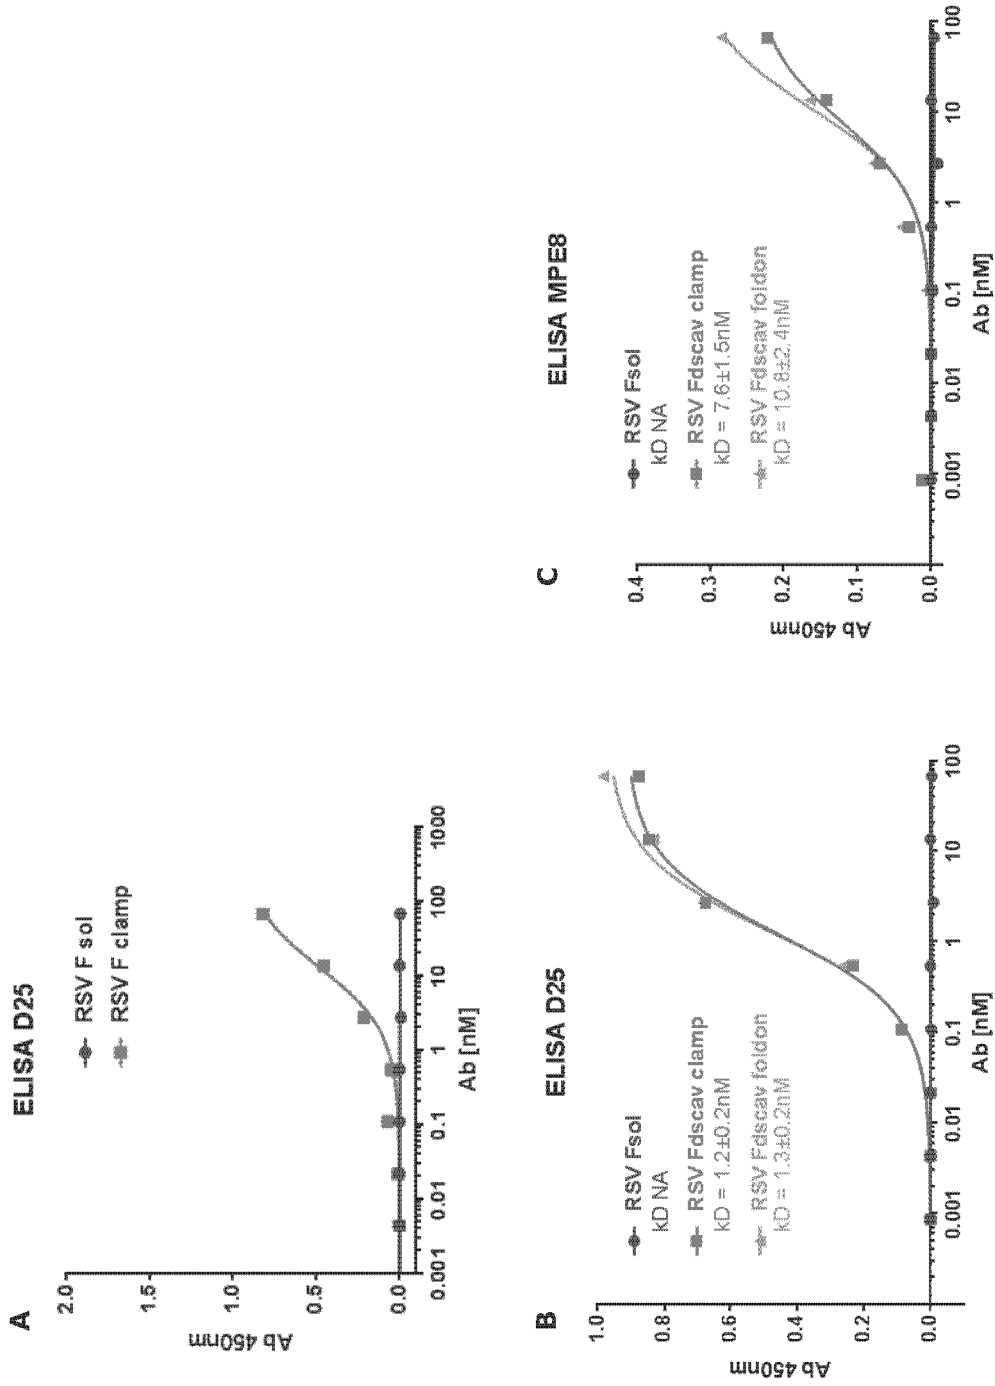 A
ELISA D25
RSV F sol
RSV F clamp
2.0
1.5
1.0
0.5
0.0
Ab 450nm
0.001
0.01
0.1
1
10
100
1000
Ab [nM]
B
ELISA D25
RSV Fsol
kD NA
RSV Fdscav clamp
kD = 1.2±0.2nM
RSV Fdscav foldon
kD = 1.3±0.2nM
1.0
0.8
0.6
0.4
0.2
0.0
Ab 450nm
0.001
0.01
0.1
1
10
100
Ab [nM]
C
ELISA MPE8
RSV Fsol
kD NA
RSV Fdscav clamp
kD = 7.6±1.5nM
RSV Fdscav foldon
kD = 10.8±2.4nM
0.4
0.3
0.2
0.1
0.0
Ab 450nm
0.001
0.01
0.1
1
10
100
Ab [nM]